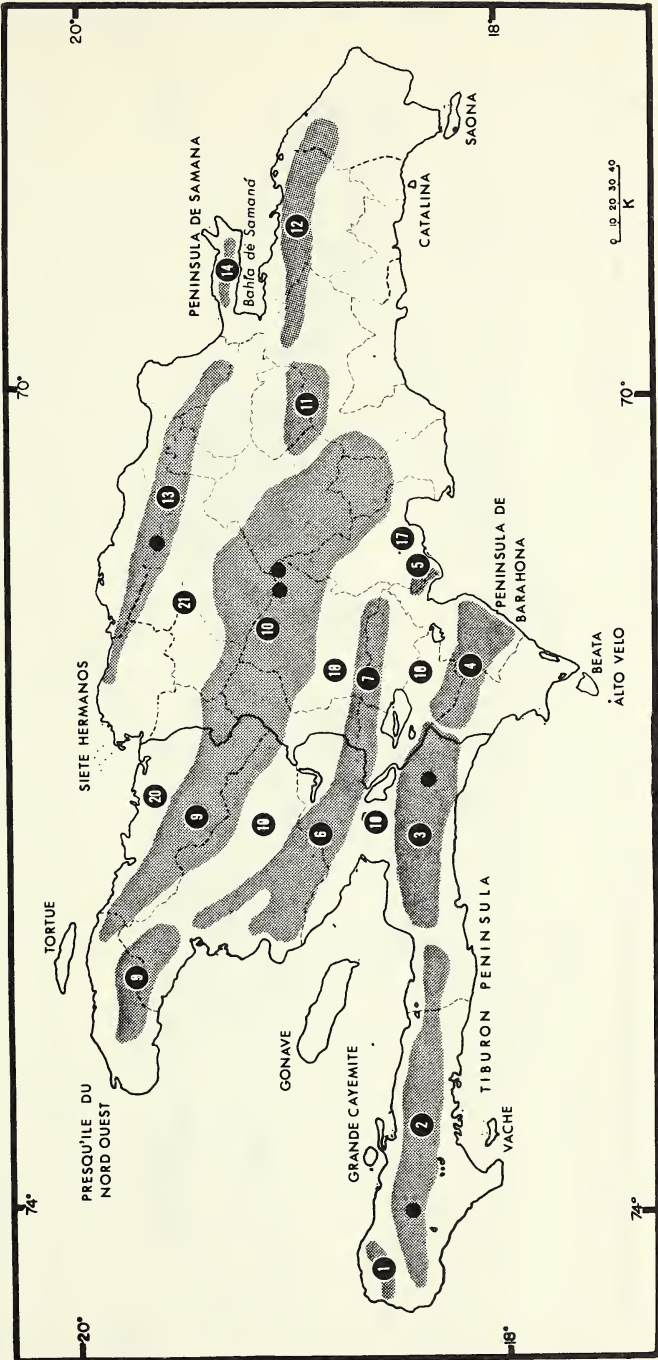 74°
70°
20°
20°
PRESQU'ILE DU
NORD OUEST
TORTUE
SIETE HERMANOS
PENINSULA DE SAMANA
Bahía de Samaná
9
9
20
21
13
14
10
11
12
6
7
18
GONAVE
GRANDE CAYEMITE
1
2
3
4
5
17
TIBURON PENINSULA
VACHE
PENINSULA DE
BARAHONA
BEATA
ALTO VELO
CATALINA
SAONA
0 10 20 30 40
K
18°
18°
74°
70°